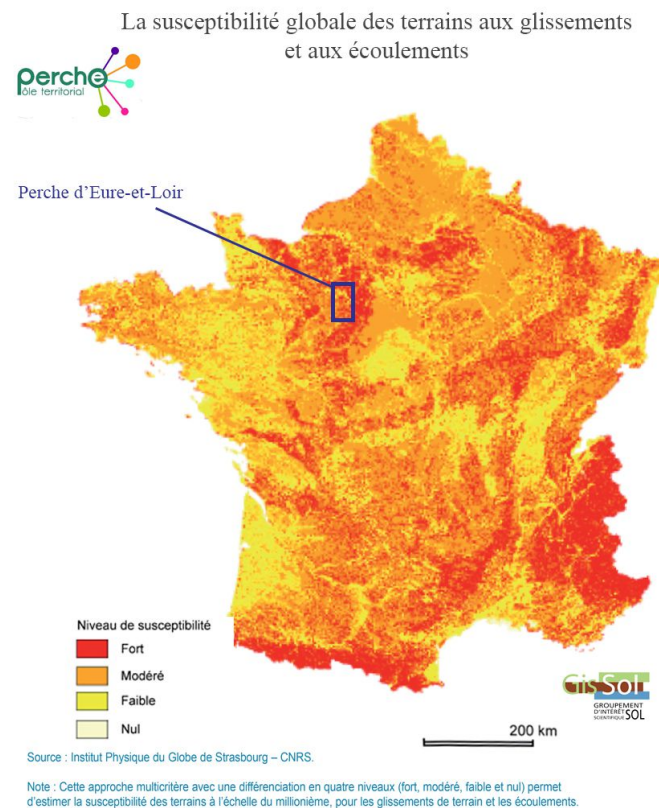 La susceptibilité globale des terrains aux glissements
et aux écoulements
perche
pôle territorial
Perche d'Eure-et-Loir
Niveau de susceptibilité
Fort
Modéré
Faible
Nul
GisSol
GROUPEMENT
D'INTÉRÊT
SCIENTIFIQUE SOL
200 km
Source : Institut Physique du Globe de Strasbourg – CNRS.
Note : Cette approche multicritère avec une différenciation en quatre niveaux (fort, modéré, faible et nul) permet
d'estimer la susceptibilité des terrains à l'échelle du millionième, pour les glissements de terrain et les écoulements.